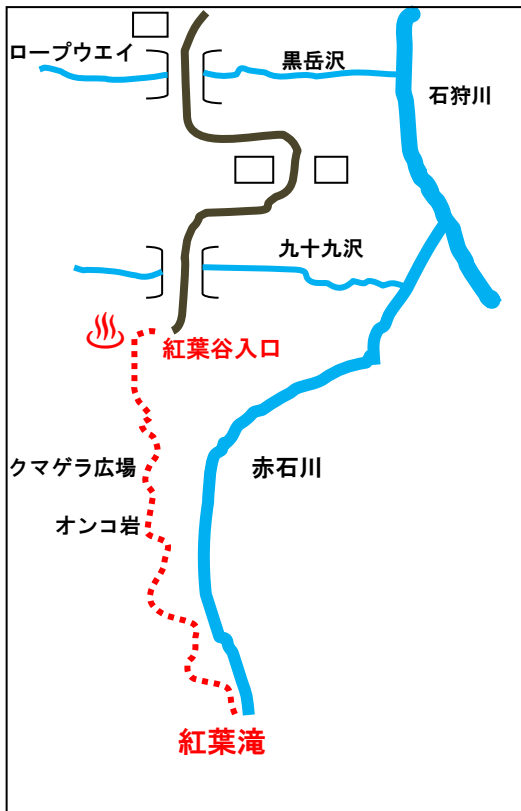 ロープウエイ
黒岳沢
石狩川
九十九沢
紅葉谷入口
クマゲラ広場
赤石川
オンコ岩
紅葉滝